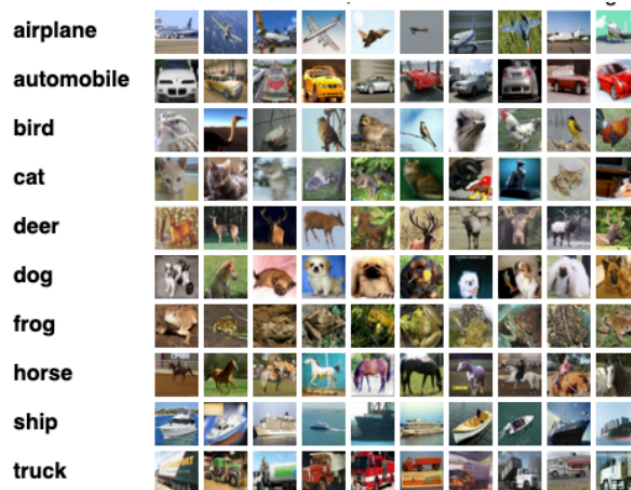 airplane
automobile
bird
cat
deer
dog
frog
horse
ship
truck